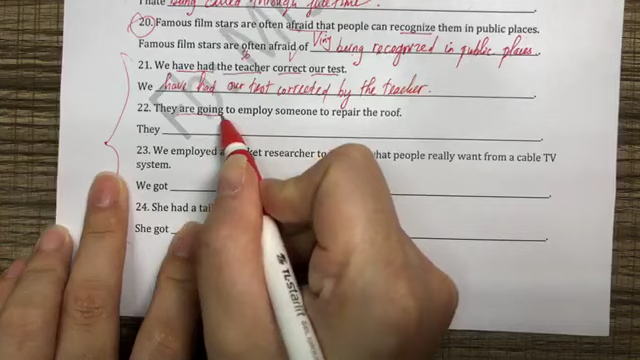 I hate being called through
20. Famous film stars are often afraid that people can recognize them in public places.
Famous film stars are often afraid of Ving being recognized in public places.
21. We have had the teacher correct our test.
We have had our test corrected by the teacher.
22. They are going to employ someone to repair the roof.
They
23. We employed a ket researcher to what people really want from a cable TV
system.
We got
24. She had a tai
She got
TL-starlit